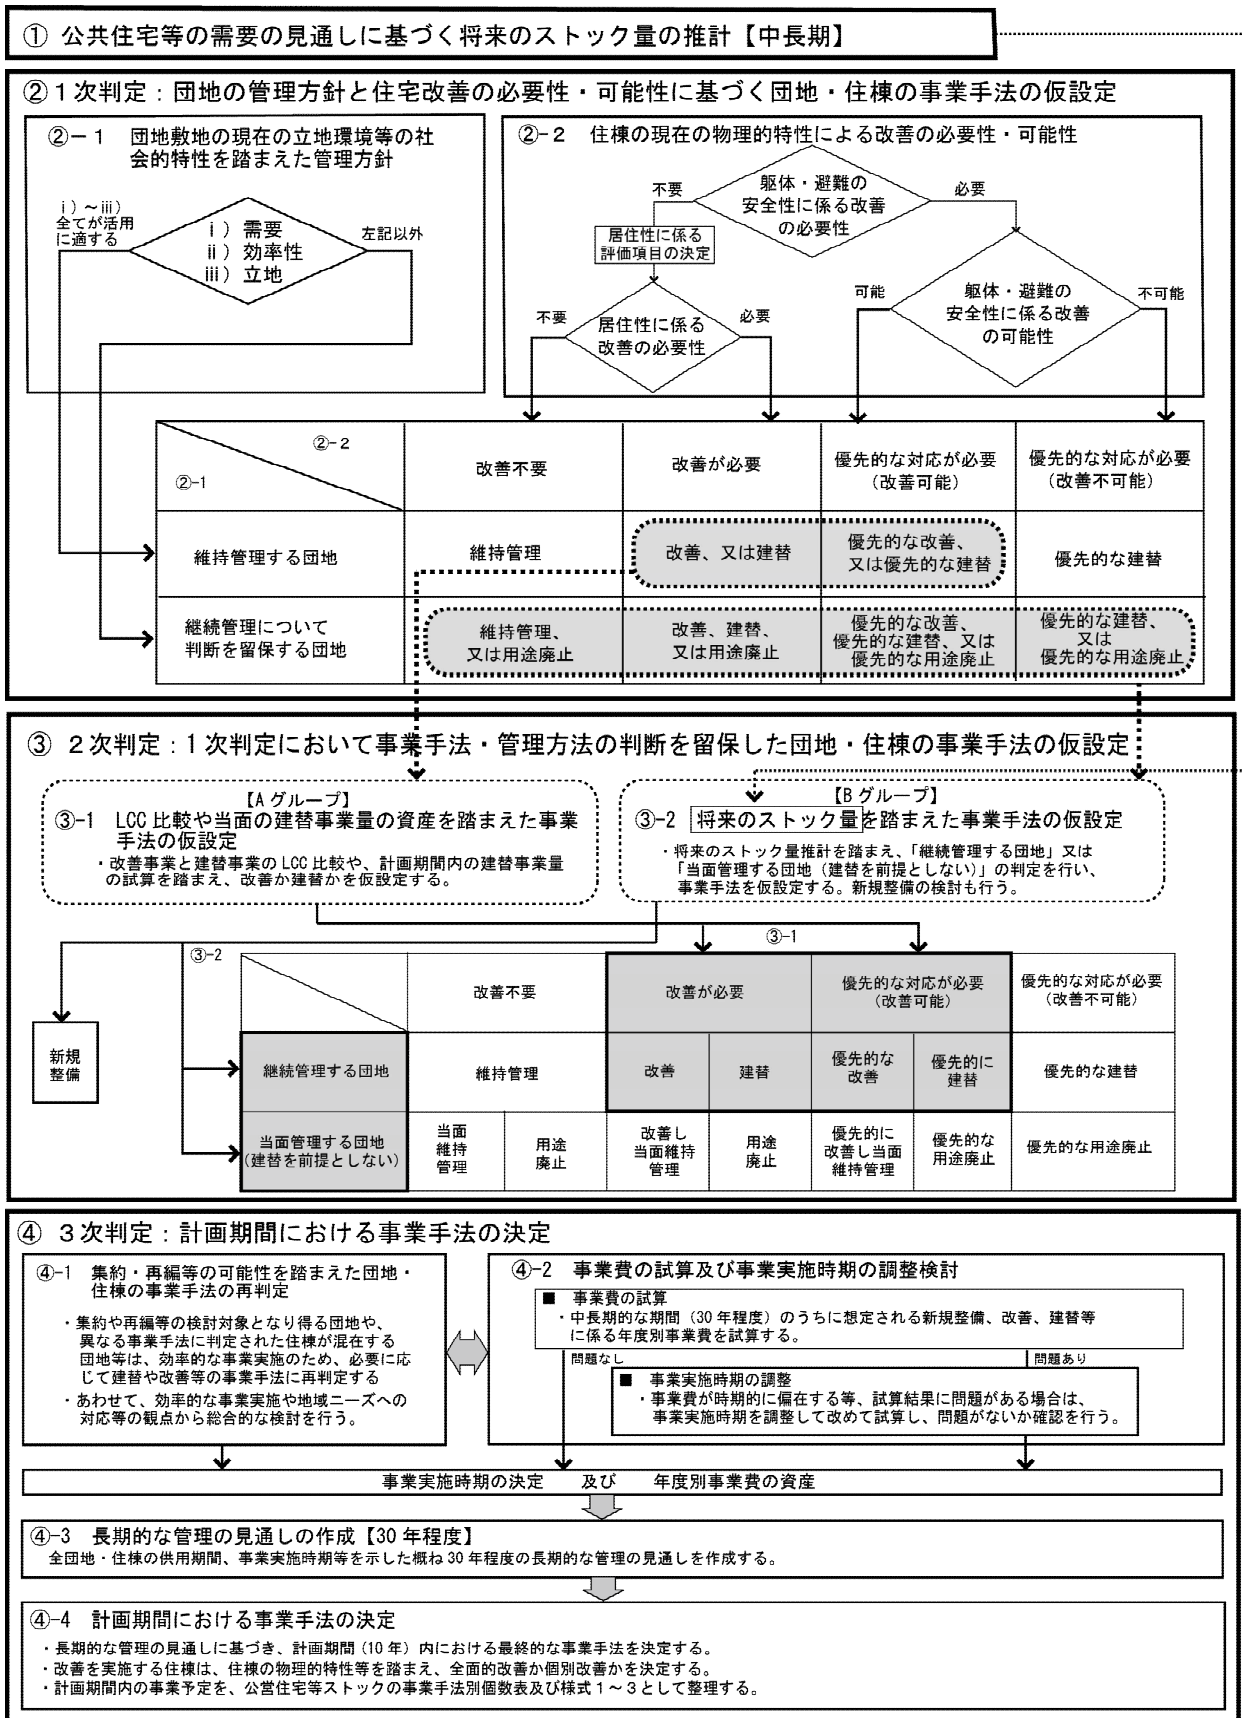 ① 公共住宅等の需要の見通しに基づく将来のストック量の推計【中長期】
②１次判定：団地の管理方針と住宅改善の必要性・可能性に基づく団地・住棟の事業手法の仮設定
②－１ 団地敷地の現在の立地環境等の社
会的特性を踏まえた管理方針
ⅰ）～ⅲ）
全てが活用
に適する
ⅰ）需要
ⅱ）効率性
ⅲ）立地
左記以外
②-２ 住棟の現在の物理的特性による改善の必要性・可能性
不要
躯体・避難の
安全性に係る改善
の必要性
必要
居住性に係る
評価項目の決定
不要
居住性に係る
改善の必要性
必要
可能
躯体・避難の
安全性に係る改善
の可能性
不可能
②-２
②-1
改善不要
改善が必要
優先的な対応が必要
（改善可能）
優先的な対応が必要
（改善不可能）
維持管理する団地
維持管理
改善、又は建替
優先的な改善、
又は優先的な建替
優先的な建替
継続管理について
判断を留保する団地
維持管理、
又は用途廃止
改善、建替、
又は用途廃止
優先的な改善、
優先的な建替、又は
優先的な用途廃止
優先的な建替、
又は
優先的な用途廃止
③ ２次判定：１次判定において事業手法・管理方法の判断を留保した団地・住棟の事業手法の仮設定
【Aグループ】
③-1 LCC 比較や当面の建替事業量の資産を踏まえた事業
手法の仮設定
・改善事業と建替事業のLCC比較や、計画期間内の建替事業量
の試算を踏まえ、改善か建替かを仮設定する。
【Bグループ】
③-2 将来のストック量を踏まえた事業手法の仮設定
・将来のストック量推計を踏まえ、「継続管理する団地」又は
「当面管理する団地（建替を前提としない）」の判定を行い、
事業手法を仮設定する。新規整備の検討も行う。
③-1
③-2
新規
整備
改善不要
改善が必要
優先的な対応が必要
（改善可能）
優先的な対応が必要
（改善不可能）
継続管理する団地
維持管理
改善
建替
優先的な
改善
優先的に
建替
優先的な建替
当面管理する団地
（建替を前提としない）
当面
維持
管理
用途
廃止
改善し
当面維持
管理
用途
廃止
優先的に
改善し当面
維持管理
優先的な
用途廃止
優先的な用途廃止
④ ３次判定：計画期間における事業手法の決定
④-1 集約・再編等の可能性を踏まえた団地・
住棟の事業手法の再判定
・集約や再編等の検討対象となり得る団地や、
異なる事業手法に判定された住棟が混在する
団地等は、効率的な事業実施のため、必要に応
じて建替や改善等の事業手法に再判定する
・あわせて、効率的な事業実施や地域ニーズへの
対応等の観点から総合的な検討を行う。
④-2 事業費の試算及び事業実施時期の調整検討
■ 事業費の試算
・中長期的な期間（30 年程度）のうちに想定される新規整備、改善、建替等
に係る年度別事業費を試算する。
問題なし
問題あり
■ 事業実施時期の調整
・事業費が時期的に偏在する等、試算結果に問題がある場合は、
事業実施時期を調整して改めて試算し、問題がないか確認を行う。
事業実施時期の決定 及び 年度別事業費の資産
④-3 長期的な管理の見通しの作成【30 年程度】
全団地・住棟の供用期間、事業実施時期等を示した概ね30 年程度の長期的な管理の見通しを作成する。
④-4 計画期間における事業手法の決定
・長期的な管理の見通しに基づき、計画期間（10 年）内における最終的な事業手法を決定する。
・改善を実施する住棟は、住棟の物理的特性等を踏まえ、全面的改善か個別改善かを決定する。
・計画期間内の事業予定を、公営住宅等ストックの事業手法別個数表及び様式１～３として整理する。